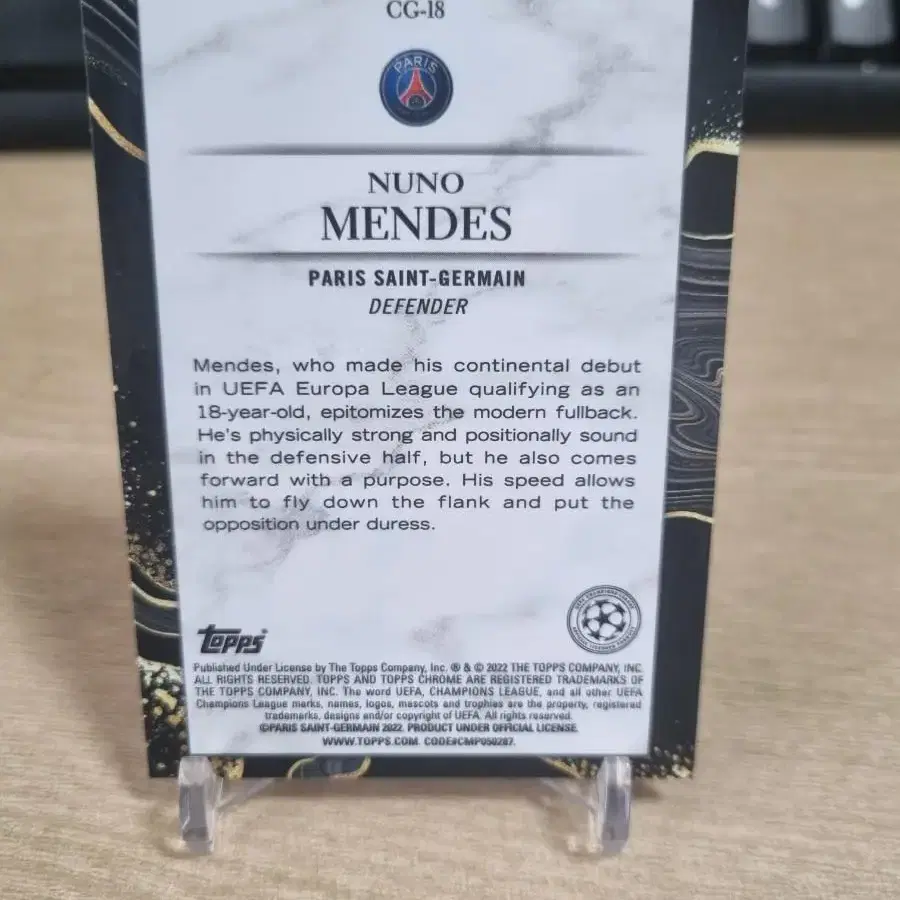 CG-18
PARIS
NUNO
MENDES
PARIS SAINT-GERMAIN
DEFENDER
Mendes, who made his continental debut
in UEFA Europa League qualifying as an
18-year-old, epitomizes the modern fullback.
He's physically strong and positionally sound
in the defensive half, but he also comes
forward with a purpose. His speed allows
him to fly down the flank and put the
opposition under duress.
topps
Published Under License by The Topps Company, Inc. ® & © 2022 THE TOPPS COMPANY, INC.
ALL RIGHTS RESERVED. TOPPS AND TOPPS CHROME ARE REGISTERED TRADEMARKS OF
THE TOPPS COMPANY, INC. The word UEFA, CHAMPIONS LEAGUE, and all other UEFA
Champions League marks, names, logos, mascots and trophies are the property, registered
trademarks, designs and/or copyright of UEFA. All rights reserved.
©PARIS SAINT-GERMAIN 2022. PRODUCT UNDER OFFICIAL LICENSE.
WWW.TOPPS.COM. CODE#CMP050287.